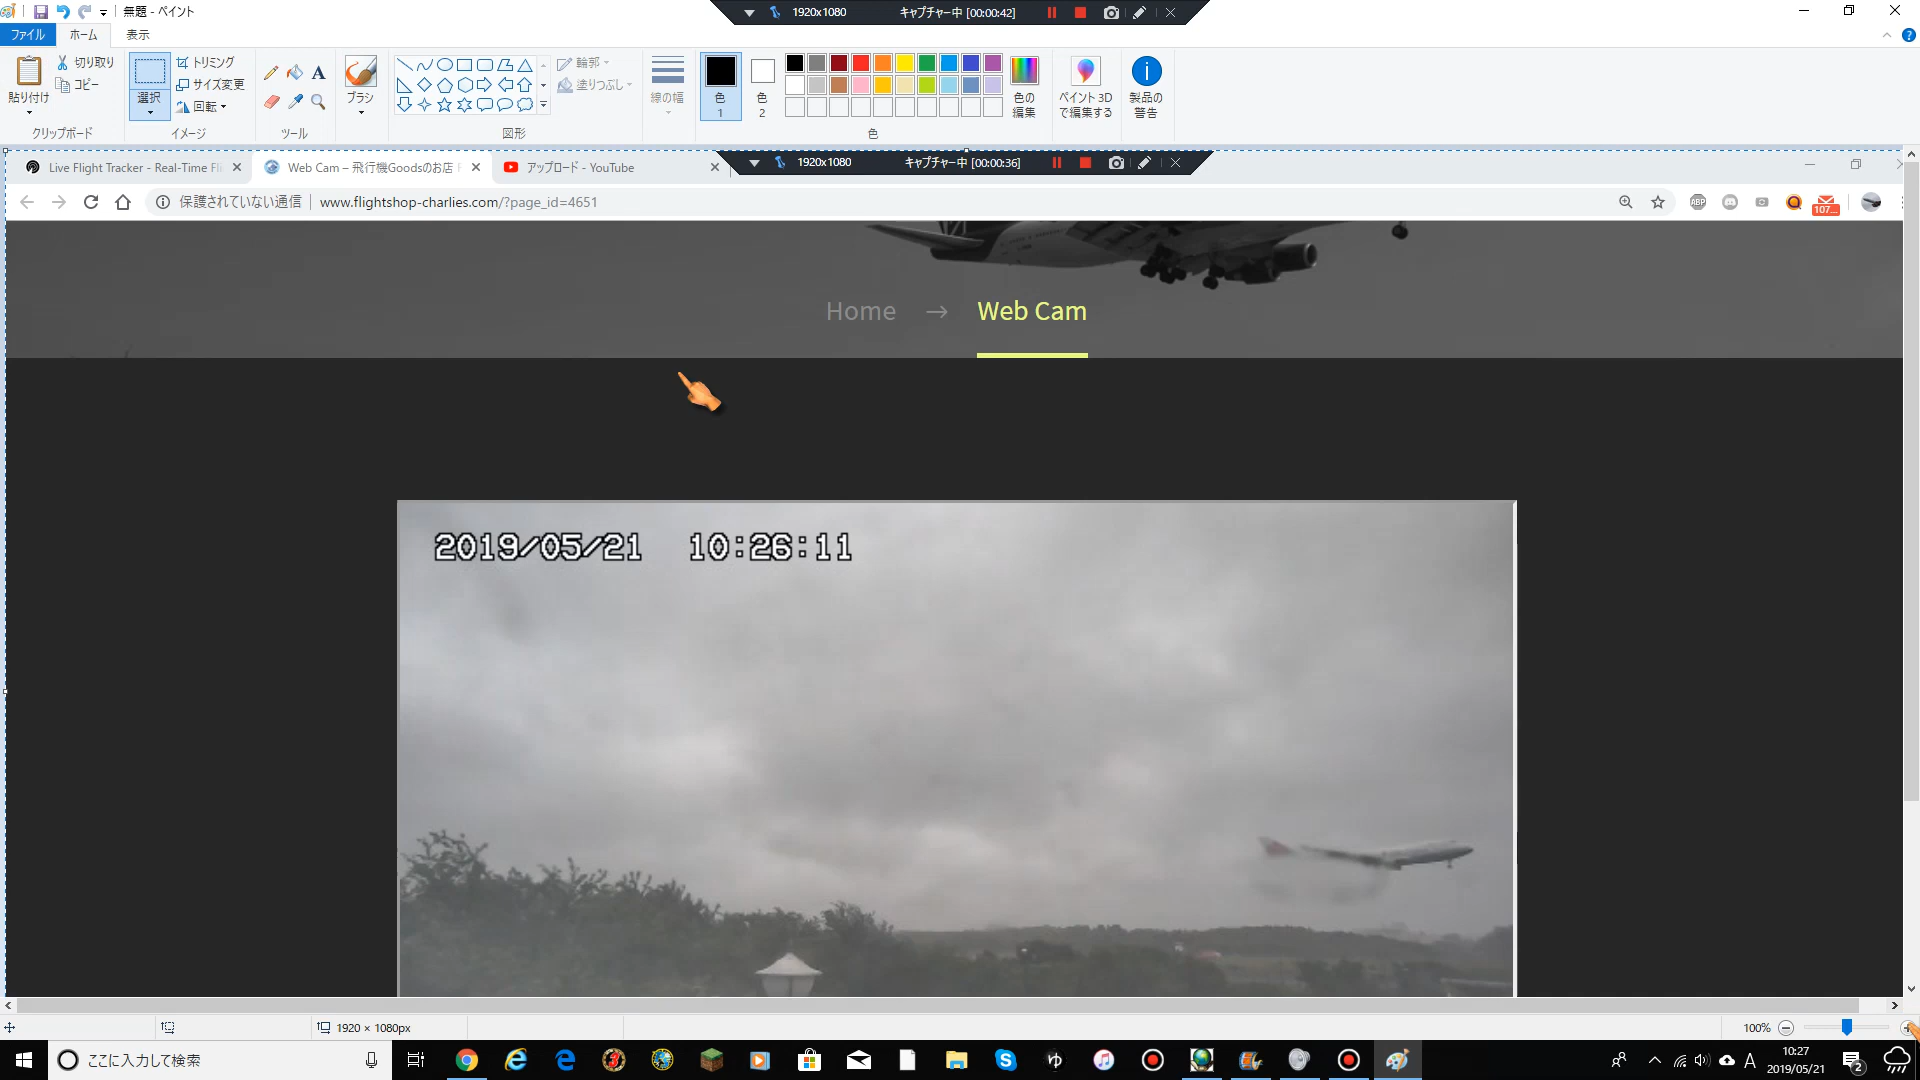 無題 - ペイント
1920x1080 キャプチャー中 [00:00:42]
ファイル ホーム 表示
貼り付け 切り取り コピー
クリップボード
選択 トリミング サイズ変更 回転
イメージ
A
ツール
ブラシ
輪郭 塗りつぶし
図形
線の幅
色 1
色 2
色の 編集
色
ペイント 3D で編集する
製品の 警告
Live Flight Tracker - Real-Time Fli
Web Cam – 飛行機Goodsのお店
アップロード - YouTube
1920x1080 キャプチャー中 [00:00:36]
保護されていない通信 www.flightshop-charlies.com/?page_id=4651
ABP
107...
Home → Web Cam
2019/05/21 10:26:11
1920 × 1080px
100%
ここに入力して検索
ゆ
A
10:27
2019/05/21
2